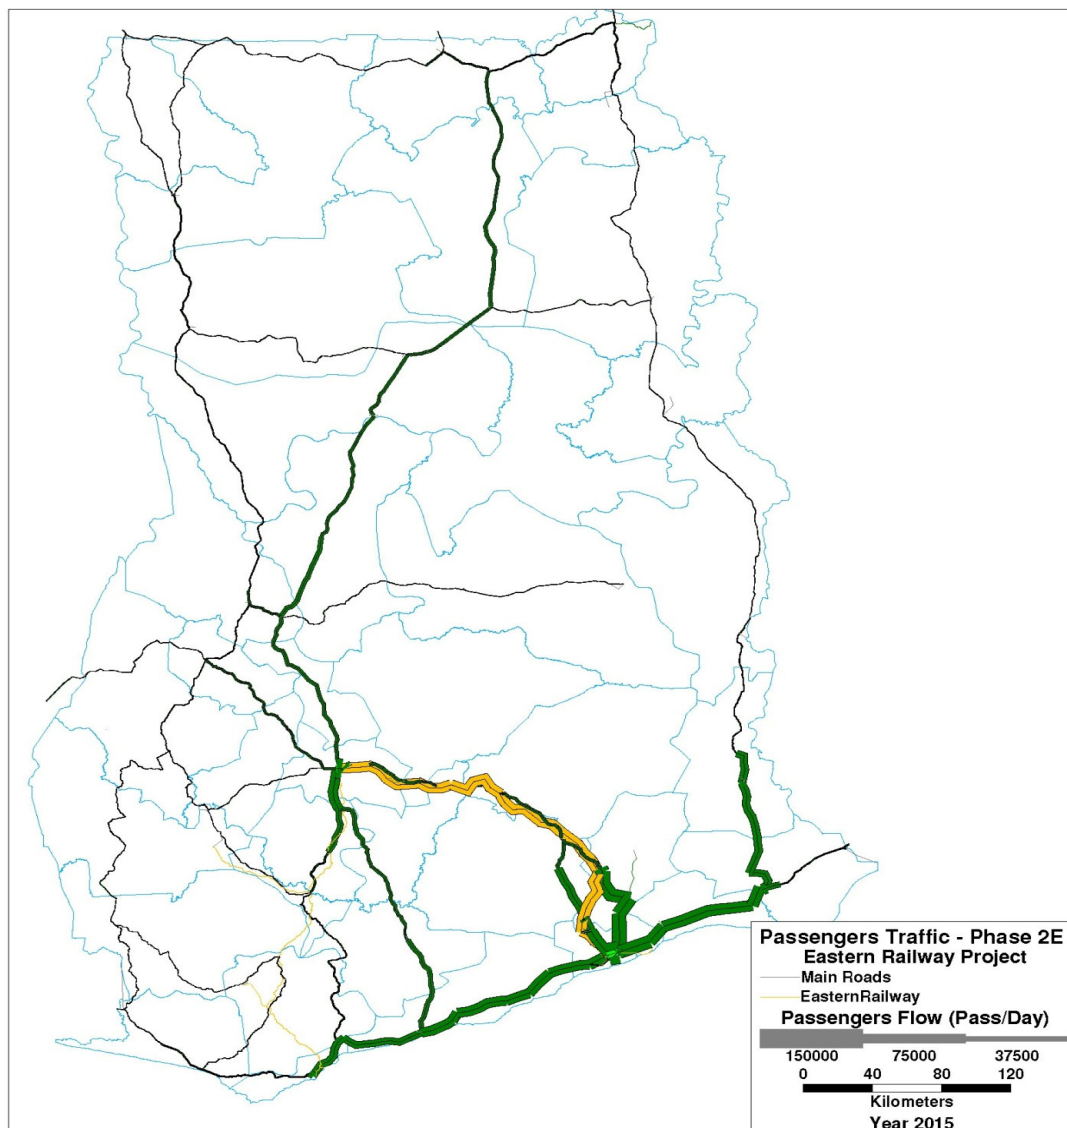 Passengers Traffic - Phase 2E
Eastern Railway Project
Main Roads
EasternRailway
Passengers Flow (Pass/Day)
150000 75000 37500
0 40 80 120
Kilometers
Year 2015